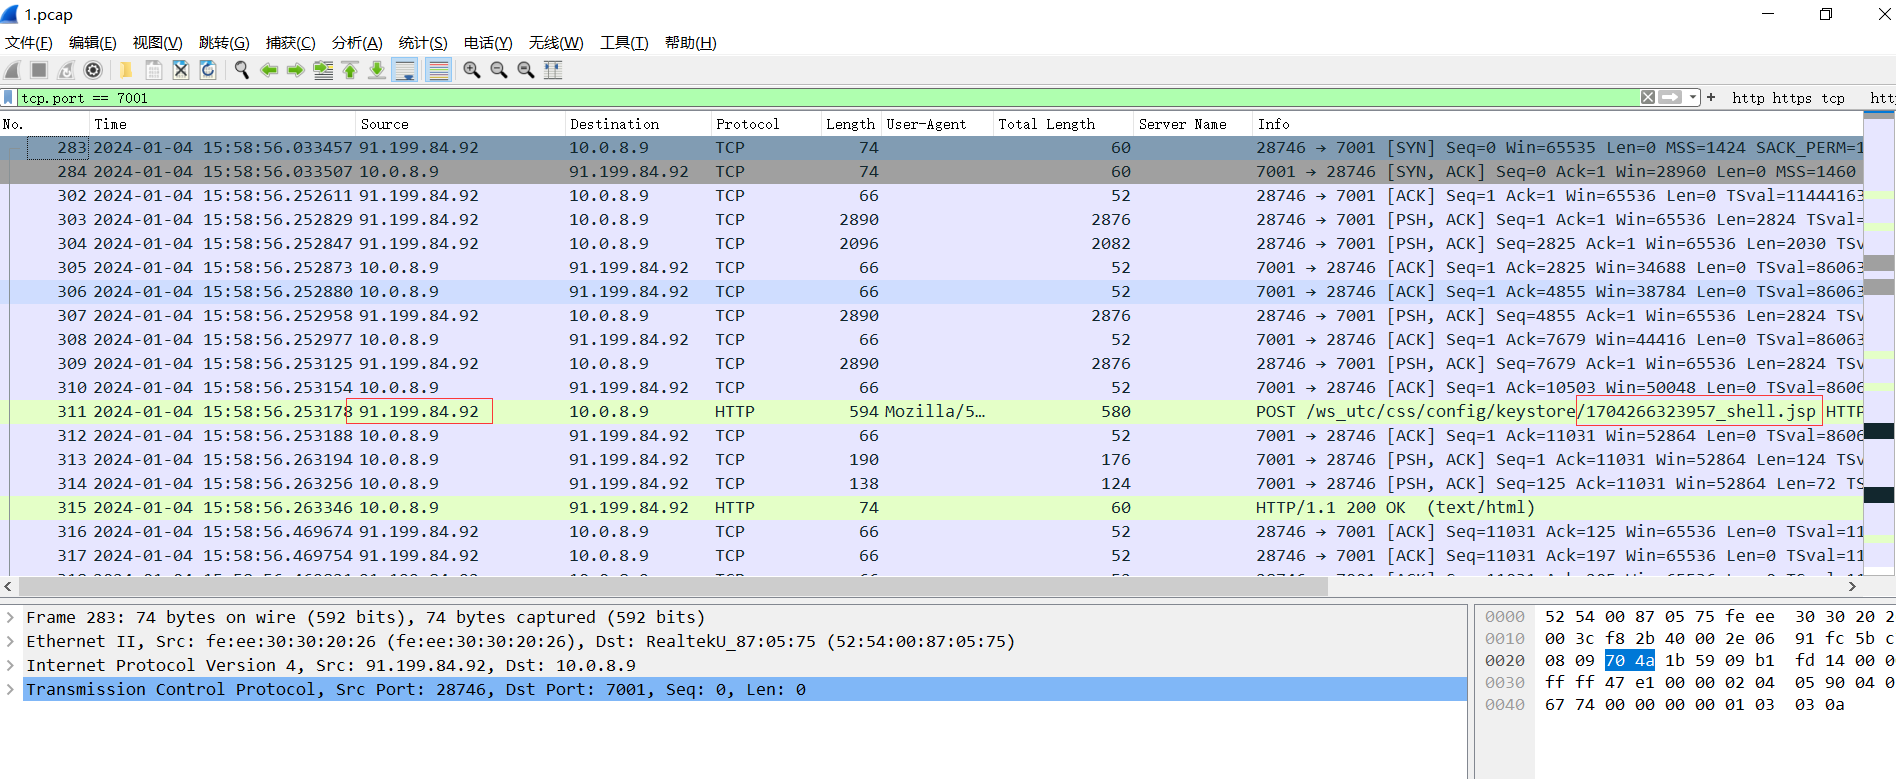 1.pcap
文件(F) 编辑(E) 视图(V) 跳转(G) 捕获(C) 分析(A) 统计(S) 电话(Y) 无线(W) 工具(T) 帮助(H)
tcp.port == 7001 + http https tcp
No. Time Source Destination Protocol Length User-Agent Total Length Server Name Info
283 2024-01-04 15:58:56.033457 91.199.84.92 10.0.8.9 TCP 74 60 28746 → 7001 [SYN] Seq=0 Win=65535 Len=0 MSS=1424 SACK_PERM=1
284 2024-01-04 15:58:56.033507 10.0.8.9 91.199.84.92 TCP 74 60 7001 → 28746 [SYN, ACK] Seq=0 Ack=1 Win=28960 Len=0 MSS=1460
302 2024-01-04 15:58:56.252611 91.199.84.92 10.0.8.9 TCP 66 52 28746 → 7001 [ACK] Seq=1 Ack=1 Win=65536 Len=0 TSval=11444163
303 2024-01-04 15:58:56.252829 91.199.84.92 10.0.8.9 TCP 2890 2876 28746 → 7001 [PSH, ACK] Seq=1 Ack=1 Win=65536 Len=2824 TSval=
304 2024-01-04 15:58:56.252847 91.199.84.92 10.0.8.9 TCP 2096 2082 28746 → 7001 [PSH, ACK] Seq=2825 Ack=1 Win=65536 Len=2030 TSv
305 2024-01-04 15:58:56.252873 10.0.8.9 91.199.84.92 TCP 66 52 7001 → 28746 [ACK] Seq=1 Ack=2825 Win=34688 Len=0 TSval=86063
306 2024-01-04 15:58:56.252880 10.0.8.9 91.199.84.92 TCP 66 52 7001 → 28746 [ACK] Seq=1 Ack=4855 Win=38784 Len=0 TSval=86063
307 2024-01-04 15:58:56.252958 91.199.84.92 10.0.8.9 TCP 2890 2876 28746 → 7001 [PSH, ACK] Seq=4855 Ack=1 Win=65536 Len=2824 TSv
308 2024-01-04 15:58:56.252977 10.0.8.9 91.199.84.92 TCP 66 52 7001 → 28746 [ACK] Seq=1 Ack=7679 Win=44416 Len=0 TSval=86063
309 2024-01-04 15:58:56.253125 91.199.84.92 10.0.8.9 TCP 2890 2876 28746 → 7001 [PSH, ACK] Seq=7679 Ack=1 Win=65536 Len=2824 TSv
310 2024-01-04 15:58:56.253154 10.0.8.9 91.199.84.92 TCP 66 52 7001 → 28746 [ACK] Seq=1 Ack=10503 Win=50048 Len=0 TSval=8606
311 2024-01-04 15:58:56.253178 91.199.84.92 10.0.8.9 HTTP 594 Mozilla/5… 580 POST /ws_utc/css/config/keystore/1704266323957_shell.jsp HTTP
312 2024-01-04 15:58:56.253188 10.0.8.9 91.199.84.92 TCP 66 52 7001 → 28746 [ACK] Seq=1 Ack=11031 Win=52864 Len=0 TSval=8606
313 2024-01-04 15:58:56.263194 10.0.8.9 91.199.84.92 TCP 190 176 7001 → 28746 [PSH, ACK] Seq=1 Ack=11031 Win=52864 Len=124 TSv
314 2024-01-04 15:58:56.263256 10.0.8.9 91.199.84.92 TCP 138 124 7001 → 28746 [PSH, ACK] Seq=125 Ack=11031 Win=52864 Len=72 TS
315 2024-01-04 15:58:56.263346 10.0.8.9 91.199.84.92 HTTP 74 60 HTTP/1.1 200 OK (text/html)
316 2024-01-04 15:58:56.469674 91.199.84.92 10.0.8.9 TCP 66 52 28746 → 7001 [ACK] Seq=11031 Ack=125 Win=65536 Len=0 TSval=11
317 2024-01-04 15:58:56.469754 91.199.84.92 10.0.8.9 TCP 66 52 28746 → 7001 [ACK] Seq=11031 Ack=197 Win=65536 Len=0 TSval=11
Frame 283: 74 bytes on wire (592 bits), 74 bytes captured (592 bits)
Ethernet II, Src: fe:ee:30:30:20:26 (fe:ee:30:30:20:26), Dst: RealtekU_87:05:75 (52:54:00:87:05:75)
Internet Protocol Version 4, Src: 91.199.84.92, Dst: 10.0.8.9
Transmission Control Protocol, Src Port: 28746, Dst Port: 7001, Seq: 0, Len: 0
0000 52 54 00 87 05 75 fe ee 30 30 20 2
0010 00 3c f8 2b 40 00 2e 06 91 fc 5b c
0020 08 09 70 4a 1b 59 09 b1 fd 14 00 0
0030 ff ff 47 e1 00 00 02 04 05 90 04 0
0040 67 74 00 00 00 00 01 03 03 0a